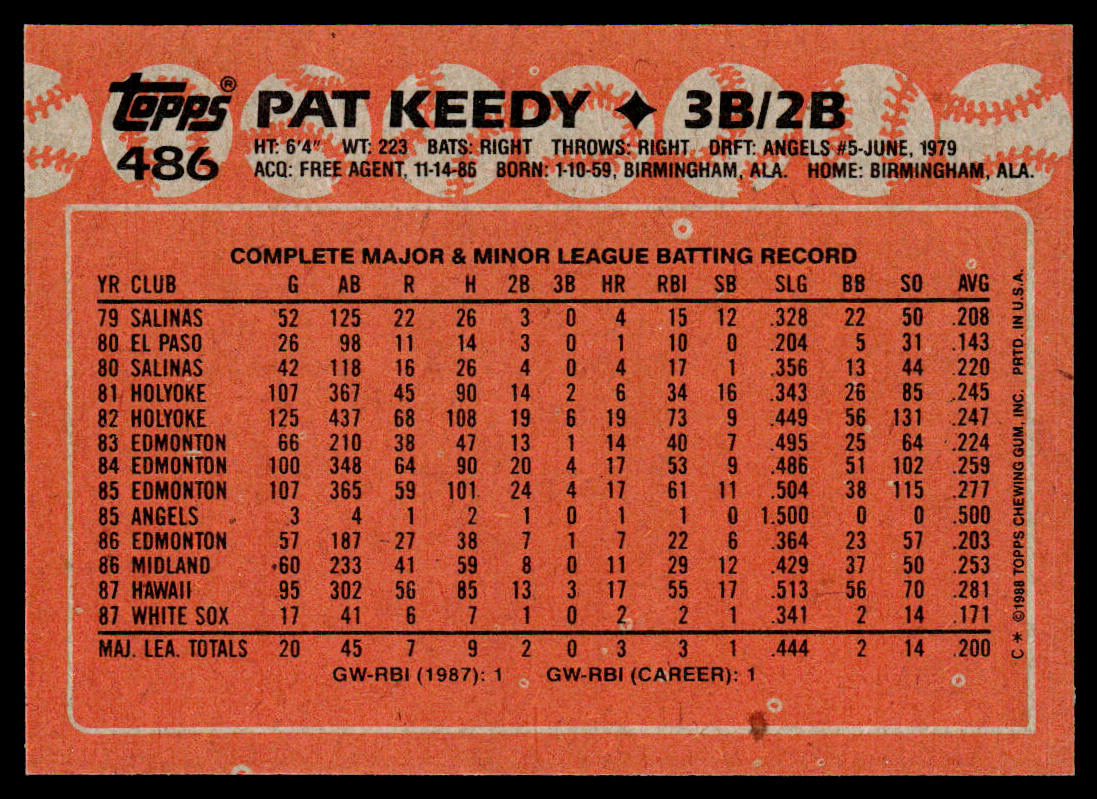 Topps® PAT KEEDY ✦ 3B/2B
486 HT: 6'4" WT: 223 BATS: RIGHT THROWS: RIGHT DRFT: ANGELS #5-JUNE, 1979
ACQ: FREE AGENT, 11-14-86 BORN: 1-10-59, BIRMINGHAM, ALA. HOME: BIRMINGHAM, ALA.
COMPLETE MAJOR & MINOR LEAGUE BATTING RECORD
YR CLUB G AB R H 2B 3B HR RBI SB SLG BB SO AVG
79 SALINAS 52 125 22 26 3 0 4 15 12 .328 22 50 .208
80 EL PASO 26 98 11 14 3 0 1 10 0 .204 5 31 .143
80 SALINAS 42 118 16 26 4 0 4 17 1 .356 13 44 .220
81 HOLYOKE 107 367 45 90 14 2 6 34 16 .343 26 85 .245
82 HOLYOKE 125 437 68 108 19 6 19 73 9 .449 56 131 .247
83 EDMONTON 66 210 38 47 13 1 14 40 7 .495 25 64 .224
84 EDMONTON 100 348 64 90 20 4 17 53 9 .486 51 102 .259
85 EDMONTON 107 365 59 101 24 4 17 61 11 .504 38 115 .277
85 ANGELS 3 4 1 2 1 0 1 1 0 1.500 0 0 .500
86 EDMONTON 57 187 27 38 7 1 7 22 6 .364 23 57 .203
86 MIDLAND 60 233 41 59 8 0 11 29 12 .429 37 50 .253
87 HAWAII 95 302 56 85 13 3 17 55 17 .513 56 70 .281
87 WHITE SOX 17 41 6 7 1 0 2 2 1 .341 2 14 .171
MAJ. LEA. TOTALS 20 45 7 9 2 0 3 3 1 .444 2 14 .200
GW-RBI (1987): 1 GW-RBI (CAREER): 1
C * ©1988 TOPPS CHEWING GUM, INC. PRTD. IN U.S.A.